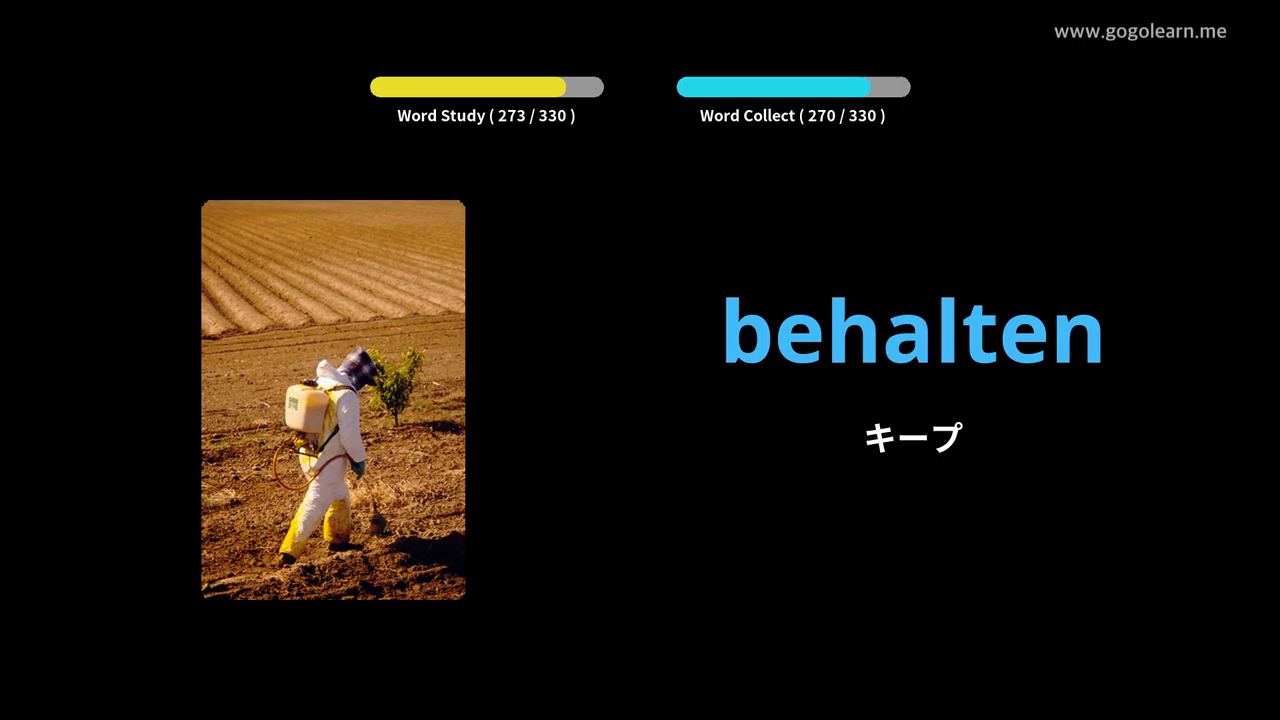 www.gogolearn.me
Word Study ( 273 / 330 )
Word Collect ( 270 / 330 )
behalten
キープ